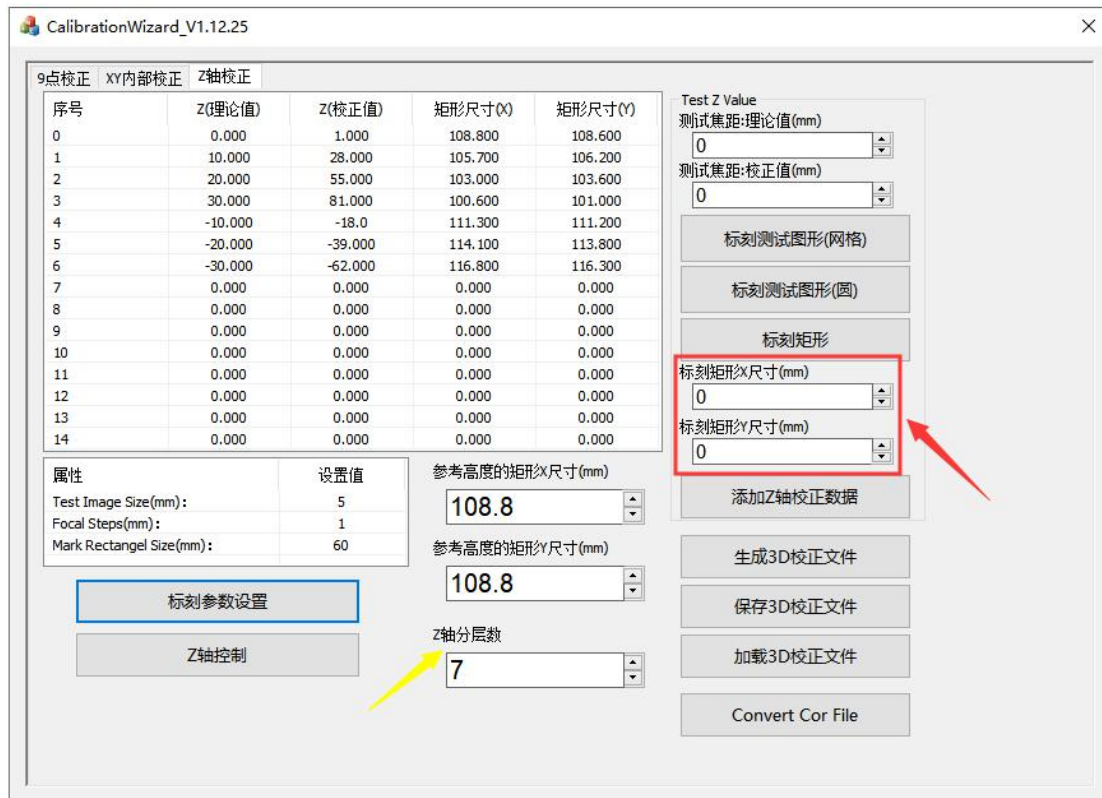 CalibrationWizard_V1.12.25
9点校正 XY内部校正 Z轴校正
序号 Z(理论值) Z(校正值) 矩形尺寸(X) 矩形尺寸(Y)
0 0.000 1.000 108.800 108.600
1 10.000 28.000 105.700 106.200
2 20.000 55.000 103.000 103.600
3 30.000 81.000 100.600 101.000
4 -10.000 -18.0 111.300 111.200
5 -20.000 -39.000 114.100 113.800
6 -30.000 -62.000 116.800 116.300
7 0.000 0.000 0.000 0.000
8 0.000 0.000 0.000 0.000
9 0.000 0.000 0.000 0.000
10 0.000 0.000 0.000 0.000
11 0.000 0.000 0.000 0.000
12 0.000 0.000 0.000 0.000
13 0.000 0.000 0.000 0.000
14 0.000 0.000 0.000 0.000
属性 设置值
Test Image Size(mm): 5
Focal Steps(mm): 1
Mark Rectangel Size(mm): 60
标刻参数设置
Z轴控制
参考高度的矩形X尺寸(mm)
108.8
参考高度的矩形Y尺寸(mm)
108.8
Z轴分层数
7
Test Z Value
测试焦距:理论值(mm)
0
测试焦距:校正值(mm)
0
标刻测试图形(网格)
标刻测试图形(圆)
标刻矩形
标刻矩形X尺寸(mm)
0
标刻矩形Y尺寸(mm)
0
添加Z轴校正数据
生成3D校正文件
保存3D校正文件
加载3D校正文件
Convert Cor File